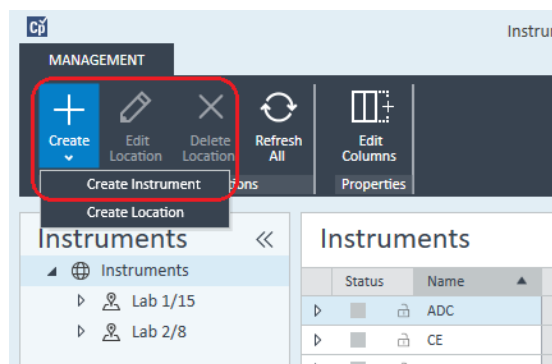 Cp
Instru
MANAGEMENT
Create Edit Location Delete Location Refresh All Edit Columns
Create Instrument ons Properties
Create Location
Instruments Instruments
Instruments Status Name
Lab 1/15 ADC
Lab 2/8 CE